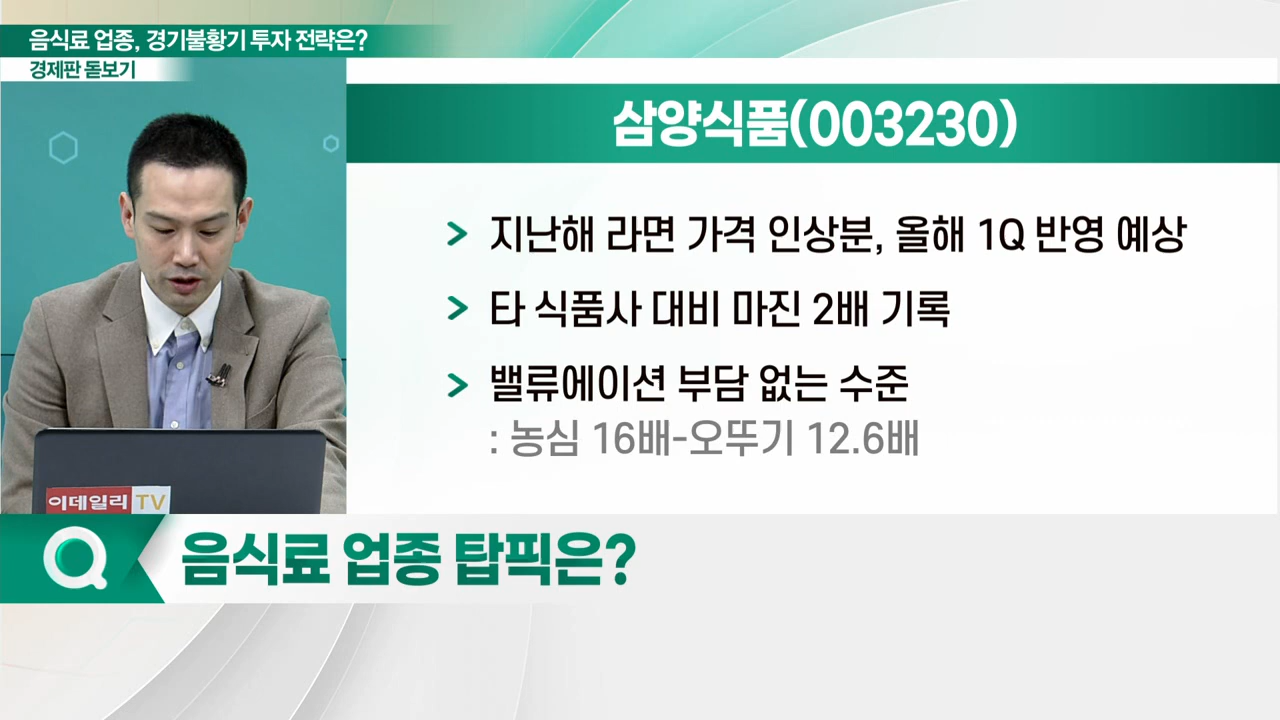 음식료 업종, 경기불황기 투자 전략은?
경제판 돋보기
삼양식품(003230)
> 지난해 라면 가격 인상분, 올해 1Q 반영 예상
> 타 식품사 대비 마진 2배 기록
> 밸류에이션 부담 없는 수준
: 농심 16배-오뚜기 12.6배
이데일리 TV
Q 음식료 업종 탑픽은?